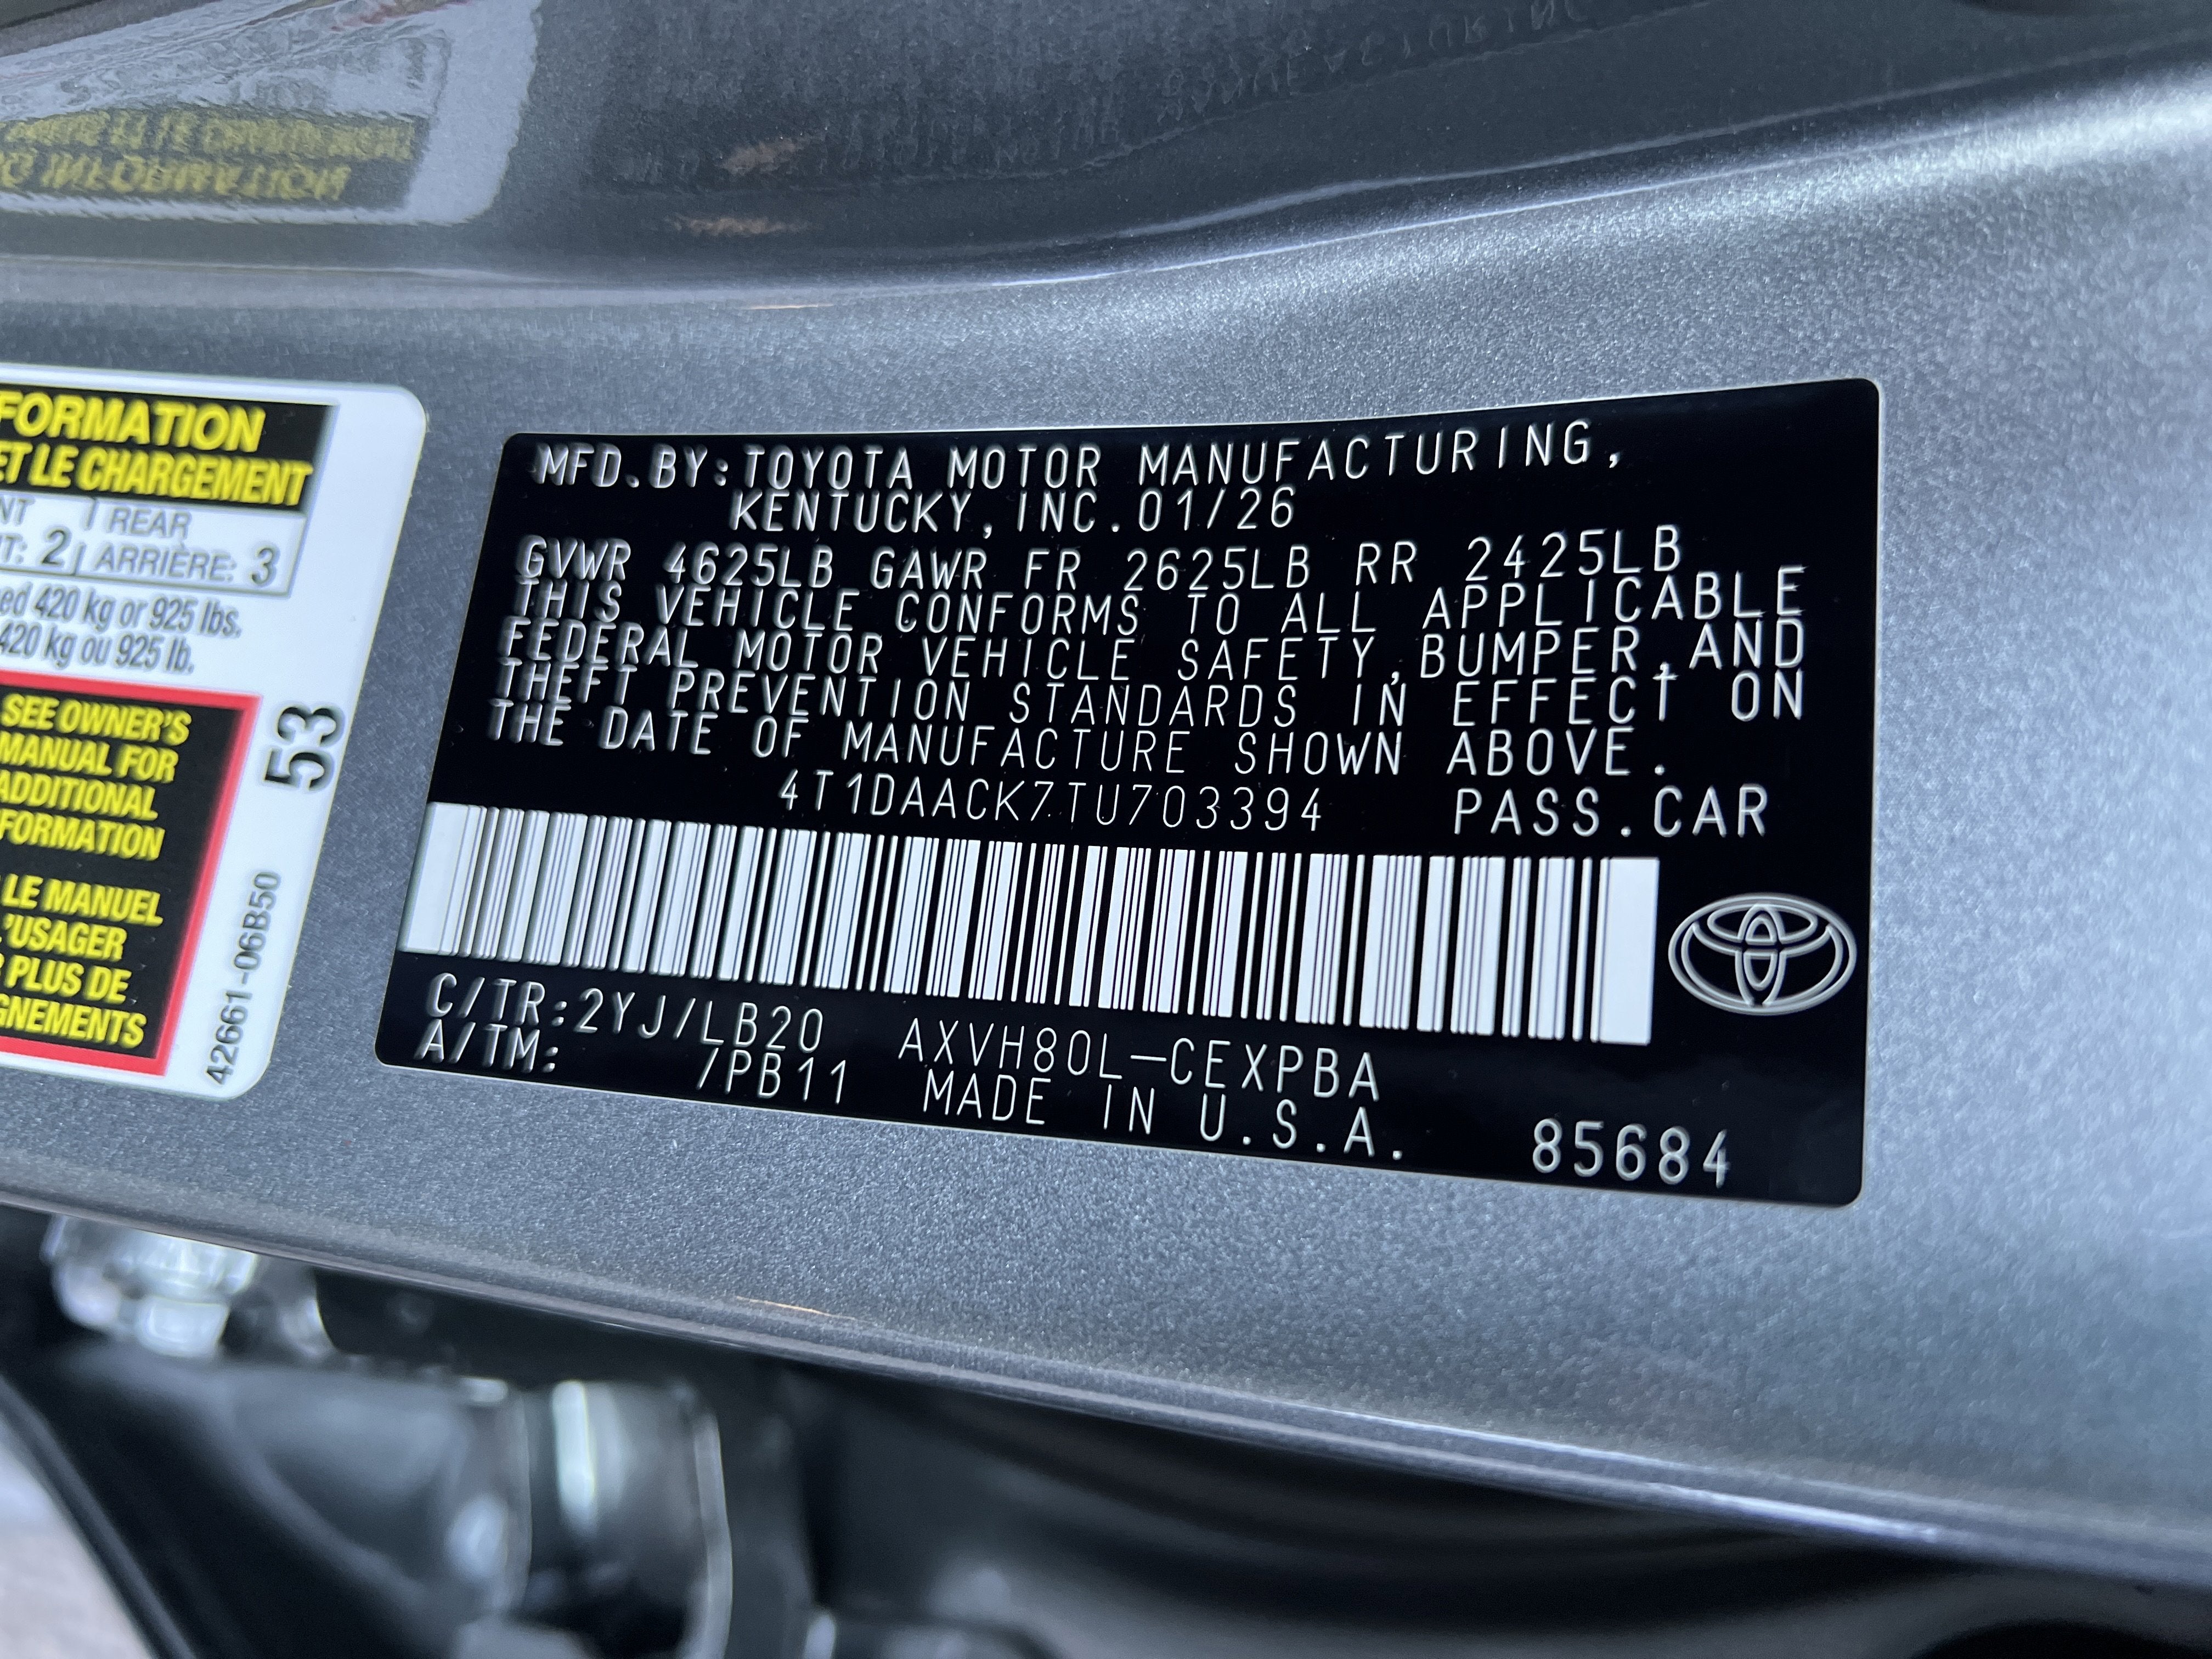 FORMATION
ET LE CHARGEMENT
REAR
2 ARRIÈRE: 3
420 kg or 925 lbs.
420 kg ou 925 lb.
SEE OWNER'S
MANUAL FOR
ADDITIONAL
FORMATION
LE MANUEL
L'USAGER
PLUS DE
GNEMENTS
53
42661-06B50
MFD.BY:TOYOTA MOTOR MANUFACTURING,
KENTUCKY,INC.01/26
GVWR 4625LB GAWR FR 2625LB RR 2425LB
THIS VEHICLE CONFORMS TO ALL APPLICABLE
FEDERAL MOTOR VEHICLE SAFETY,BUMPER,AND
THEFT PREVENTION STANDARDS IN EFFECT ON
THE DATE OF MANUFACTURE SHOWN ABOVE.
4T1DAACK7TU703394 PASS.CAR
C/TR:2YJ/LB20 AXVH80L-CEXPBA
A/TM: /PB11 MADE IN U.S.A. 85684